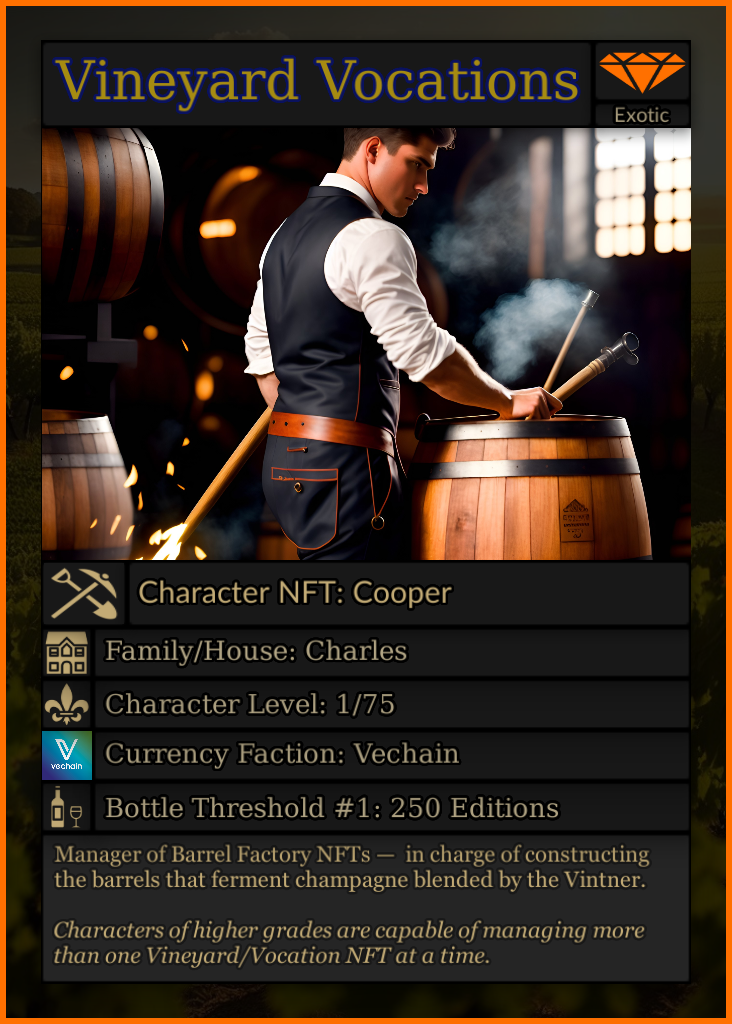 Vineyard Vocations
Exotic
Character NFT: Cooper
Family/House: Charles
Character Level: 1/75
vechain
Currency Faction: Vechain
Bottle Threshold #1: 250 Editions
Manager of Barrel Factory NFTs — in charge of constructing
the barrels that ferment champagne blended by the Vintner.
Characters of higher grades are capable of managing more
than one Vineyard/Vocation NFT at a time.